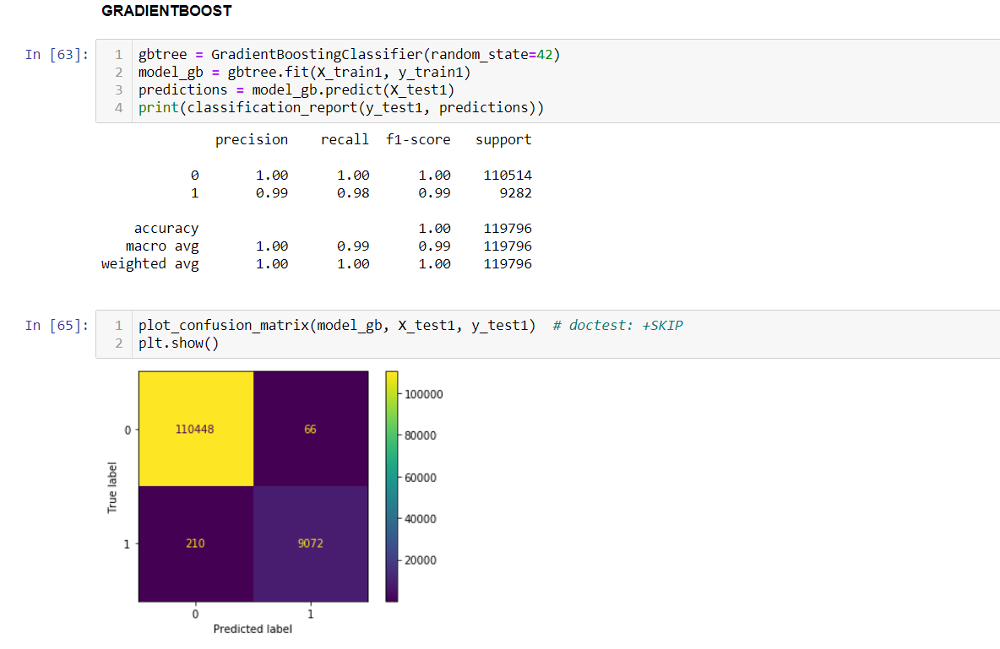 GRADIENTBOOST
In [63]:
1 gbtree = GradientBoostingClassifier(random_state=42)
2 model_gb = gbtree.fit(X_train1, y_train1)
3 predictions = model_gb.predict(X_test1)
4 print(classification_report(y_test1, predictions))
precision recall f1-score support
0 1.00 1.00 1.00 110514
1 0.99 0.98 0.99 9282
accuracy 1.00 119796
macro avg 1.00 0.99 0.99 119796
weighted avg 1.00 1.00 1.00 119796
In [65]:
1 plot_confusion_matrix(model_gb, X_test1, y_test1) # doctest: +SKIP
2 plt.show()
100000
0 110448 66
80000
60000
True label
40000
1 210 9072
20000
0 1
Predicted label